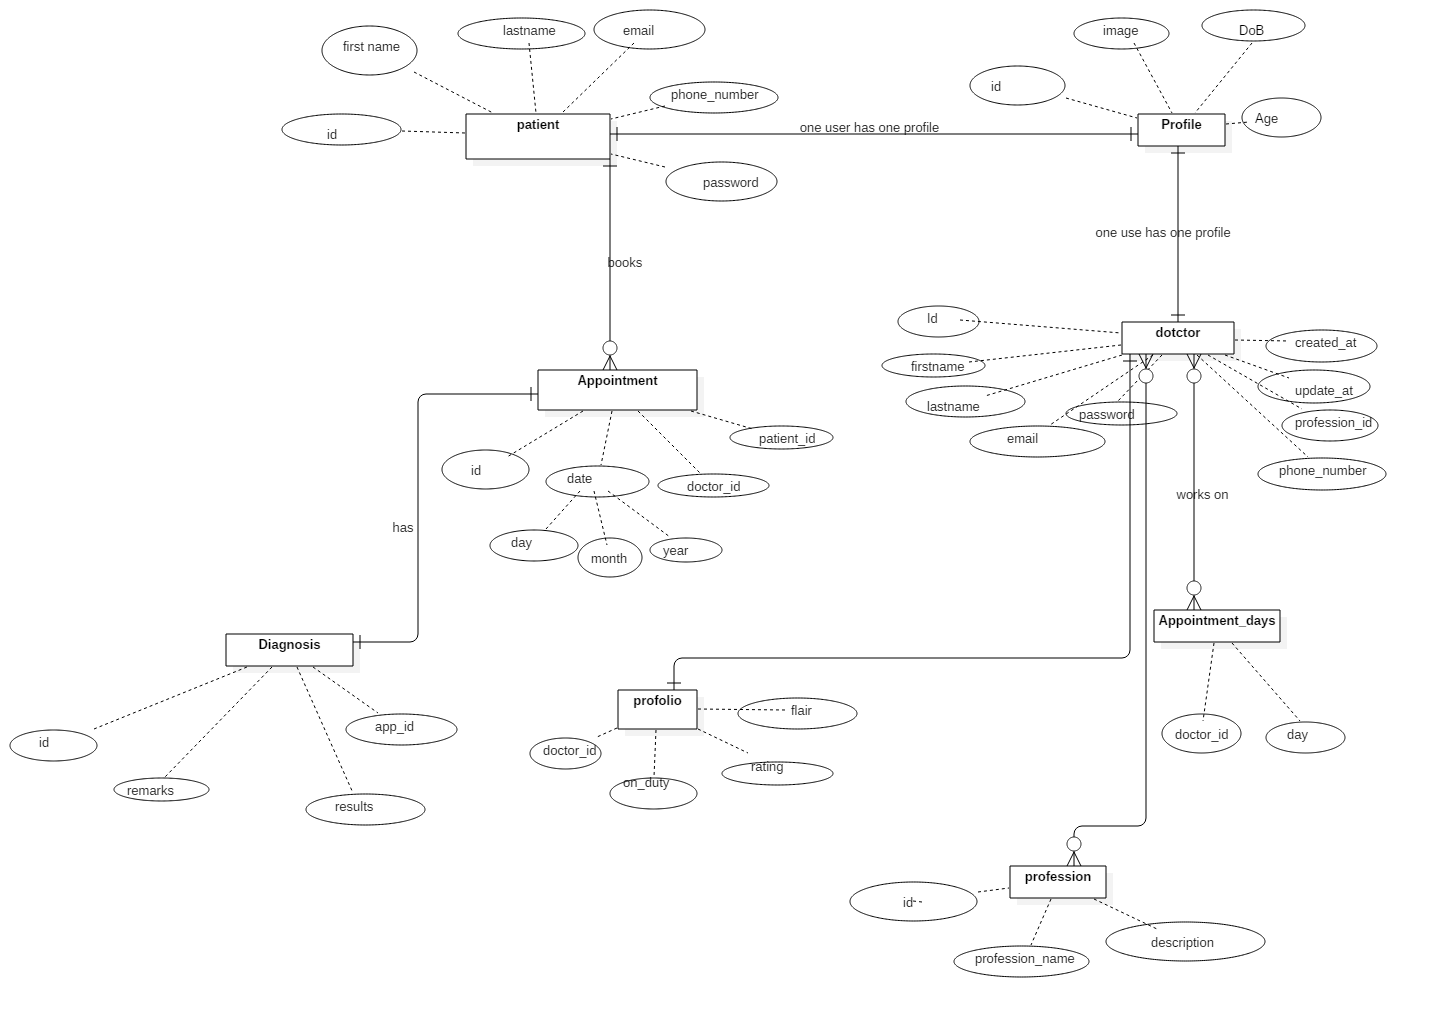 first name
lastname
email
phone_number
id
patient
password
image
DoB
id
Age
Profile
one user has one profile
one use has one profile
books
Id
firstname
lastname
email
password
dotctor
created_at
update_at
profession_id
phone_number
works on
Appointment
id
date
doctor_id
patient_id
day
month
year
has
Diagnosis
id
remarks
results
app_id
profolio
doctor_id
on_duty
rating
flair
Appointment_days
doctor_id
day
profession
id
profession_name
description